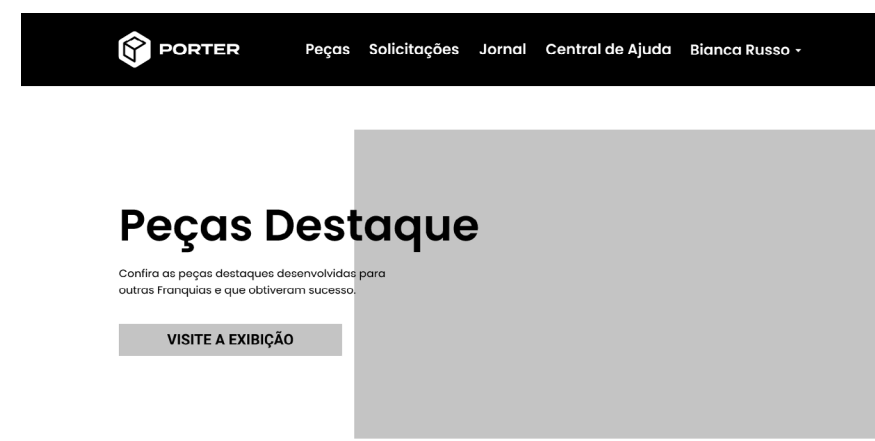 PORTER
Peças Solicitações Jornal Central de Ajuda Bianca Russo
Peças Destaque
Confira as peças destaques desenvolvidas para
outras Franquias e que obtiveram sucesso.
VISITE A EXIBIÇÃO